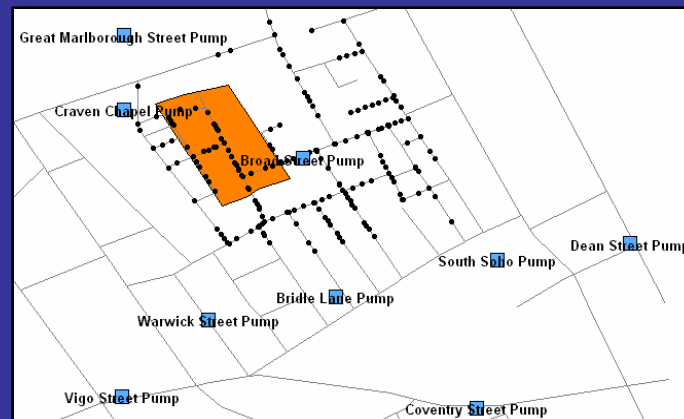 Great Marlborough Street Pump
Craven Chapel Pump
Broad Street Pump
Dean Street Pump
South Soho Pump
Bridle Lane Pump
Warwick Street Pump
Vigo Street Pump
Coventry Street Pump